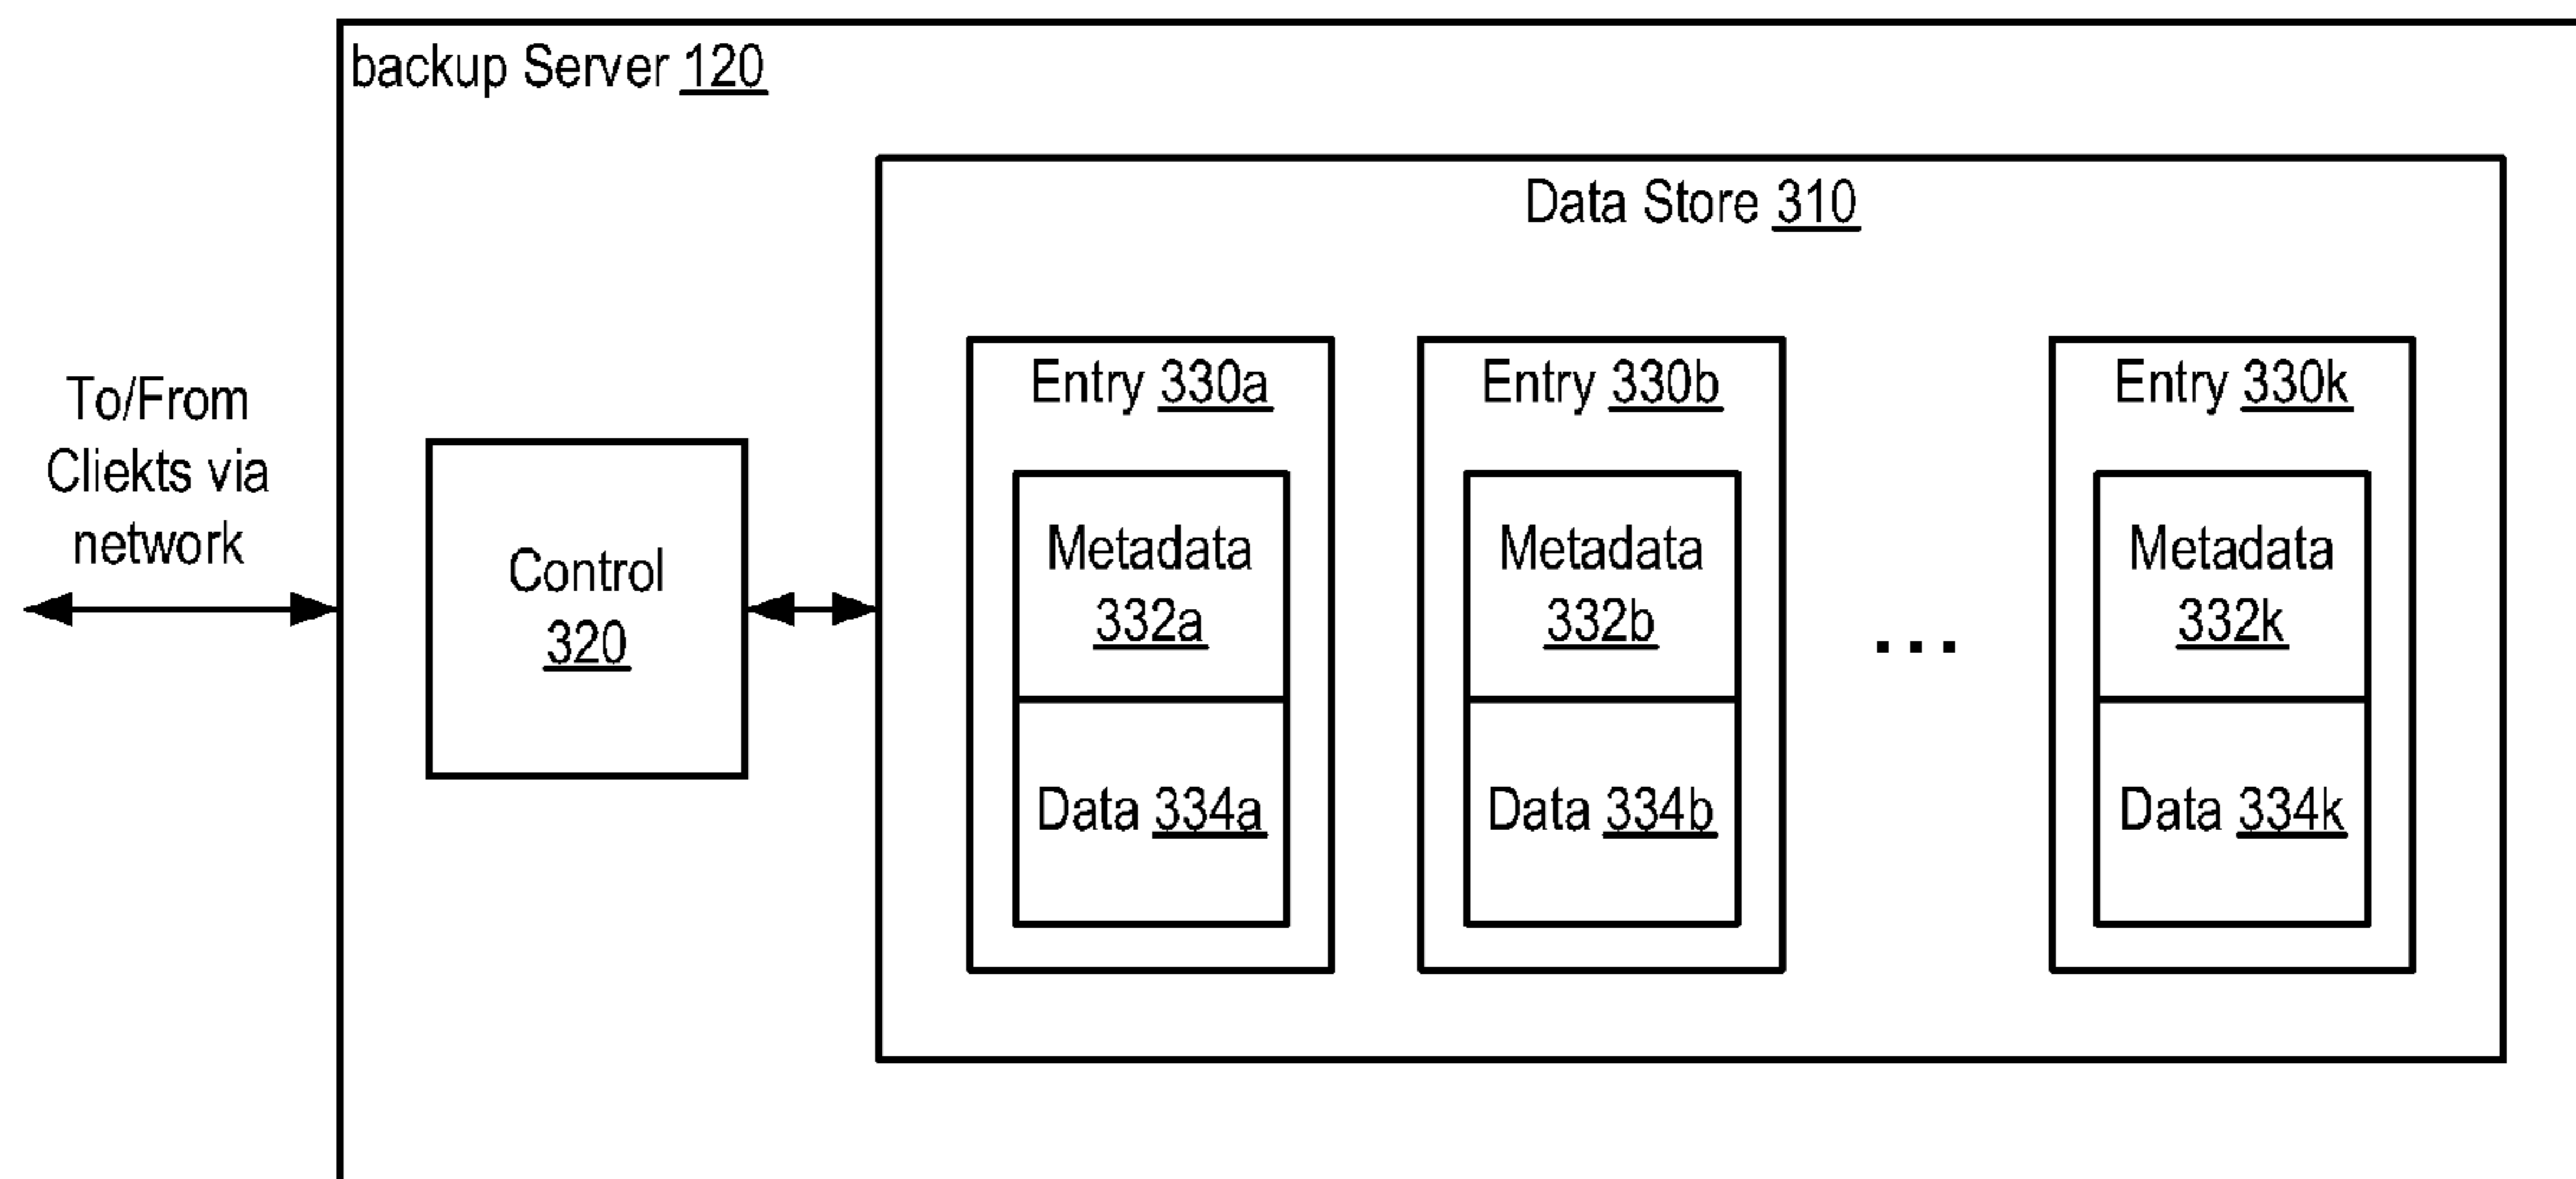 backup Server 120
Data Store 310
To/From
Cliekts via
network
Control
320
Entry 330a
Metadata
332a
Data 334a
Entry 330b
Metadata
332b
Data 334b
...
Entry 330k
Metadata
332k
Data 334k